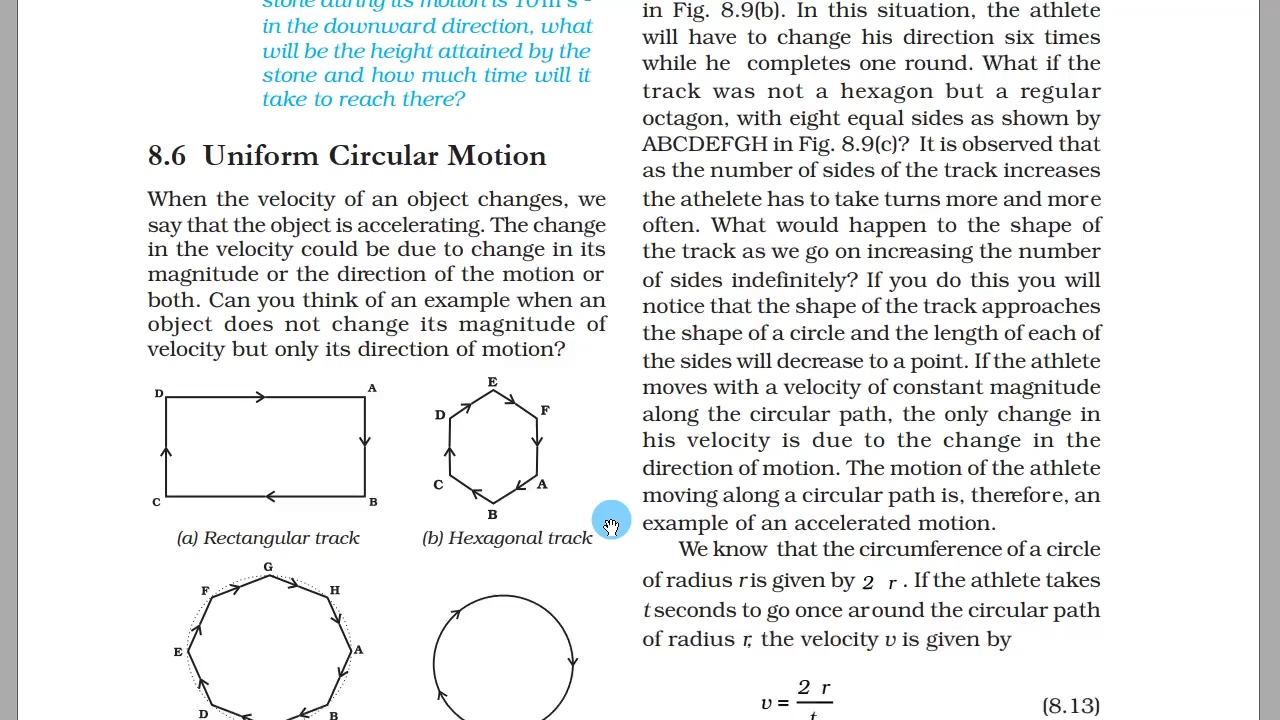 stone during its motion is 10 m s⁻²
in the downward direction, what
will be the height attained by the
stone and how much time will it
take to reach there?
8.6 Uniform Circular Motion
When the velocity of an object changes, we
say that the object is accelerating. The change
in the velocity could be due to change in its
magnitude or the direction of the motion or
both. Can you think of an example when an
object does not change its magnitude of
velocity but only its direction of motion?
D A
C B
(a) Rectangular track
E
D F
C A
B
(b) Hexagonal track
G
F H
E A
D B
in Fig. 8.9(b). In this situation, the athlete
will have to change his direction six times
while he completes one round. What if the
track was not a hexagon but a regular
octagon, with eight equal sides as shown by
ABCDEFGH in Fig. 8.9(c)? It is observed that
as the number of sides of the track increases
the athelete has to take turns more and more
often. What would happen to the shape of
the track as we go on increasing the number
of sides indefinitely? If you do this you will
notice that the shape of the track approaches
the shape of a circle and the length of each of
the sides will decrease to a point. If the athlete
moves with a velocity of constant magnitude
along the circular path, the only change in
his velocity is due to the change in the
direction of motion. The motion of the athlete
moving along a circular path is, therefore, an
example of an accelerated motion.
We know that the circumference of a circle
of radius r is given by 2 r . If the athlete takes
t seconds to go once around the circular path
of radius r, the velocity v is given by
v = 2 r / t (8.13)